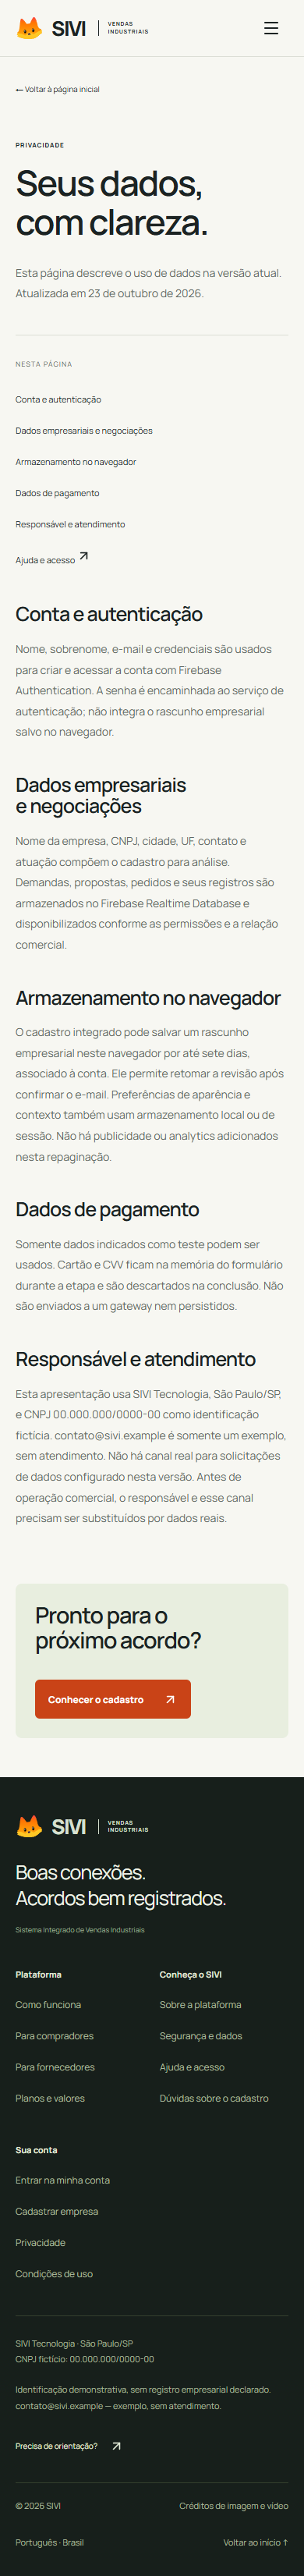 SIVI
VENDAS
INDUSTRIAIS
← Voltar à página inicial
PRIVACIDADE
Seus dados,
com clareza.
Esta página descreve o uso de dados na versão atual.
Atualizada em 23 de outubro de 2026.
NESTA PÁGINA
Conta e autenticação
Dados empresariais e negociações
Armazenamento no navegador
Dados de pagamento
Responsável e atendimento
Ajuda e acesso ↗
Conta e autenticação
Nome, sobrenome, e-mail e credenciais são usados
para criar e acessar a conta com Firebase
Authentication. A senha é encaminhada ao serviço de
autenticação; não integra o rascunho empresarial
salvo no navegador.
Dados empresariais
e negociações
Nome da empresa, CNPJ, cidade, UF, contato e
atuação compõem o cadastro para análise.
Demandas, propostas, pedidos e seus registros são
armazenados no Firebase Realtime Database e
disponibilizados conforme as permissões e a relação
comercial.
Armazenamento no navegador
O cadastro integrado pode salvar um rascunho
empresarial neste navegador por até sete dias,
associado à conta. Ele permite retomar a revisão após
confirmar o e-mail. Preferências de aparência e
contexto também usam armazenamento local ou de
sessão. Não há publicidade ou analytics adicionados
nesta repaginação.
Dados de pagamento
Somente dados indicados como teste podem ser
usados. Cartão e CVV ficam na memória do formulário
durante a etapa e são descartados na conclusão. Não
são enviados a um gateway nem persistidos.
Responsável e atendimento
Esta apresentação usa SIVI Tecnologia, São Paulo/SP,
e CNPJ 00.000.000/0000-00 como identificação
fictícia. contato@sivi.example é somente um exemplo,
sem atendimento. Não há canal real para solicitações
de dados configurado nesta versão. Antes de
operação comercial, o responsável e esse canal
precisam ser substituídos por dados reais.
Pronto para o
próximo acordo?
Conhecer o cadastro ↗
SIVI
VENDAS
INDUSTRIAIS
Boas conexões.
Acordos bem registrados.
Sistema Integrado de Vendas Industriais
Plataforma
Como funciona
Para compradores
Para fornecedores
Planos e valores
Conheça o SIVI
Sobre a plataforma
Segurança e dados
Ajuda e acesso
Dúvidas sobre o cadastro
Sua conta
Entrar na minha conta
Cadastrar empresa
Privacidade
Condições de uso
SIVI Tecnologia · São Paulo/SP
CNPJ fictício: 00.000.000/0000-00
Identificação demonstrativa, sem registro empresarial declarado.
contato@sivi.example — exemplo, sem atendimento.
Precisa de orientação? ↗
© 2026 SIVI
Créditos de imagem e vídeo
Português · Brasil
Voltar ao início ↑